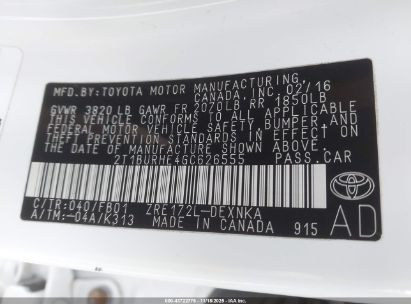 MFD.BY:TOYOTA MOTOR MANUFACTURING,
CANADA, INC. 02/16
GVWR 3820 LB GAWR FR 2070LB RR 1850LB
THIS VEHICLE CONFORMS TO ALL APPLICABLE
FEDERAL MOTOR VEHICLE SAFETY, BUMPER AND
THEFT PREVENTION STANDARDS IN EFFECT ON
THE DATE OF MANUFACTURE SHOWN ABOVE.
2T1BURHE4GC626555 PASS.CAR
C/TR:040/FB01 ZRE172L-DEXNKA
A/TM:-04A/K313 MADE IN CANADA 915
TOYOTA
AD